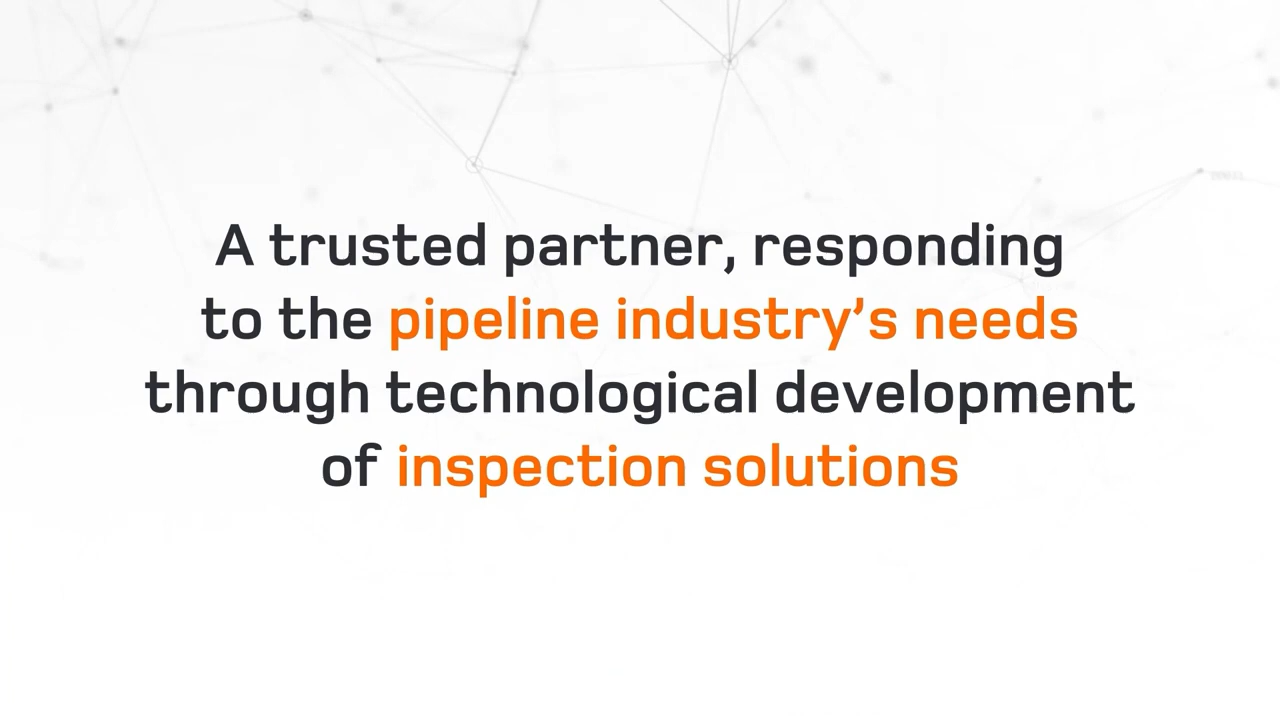 A trusted partner, responding
to the pipeline industry’s needs
through technological development
of inspection solutions